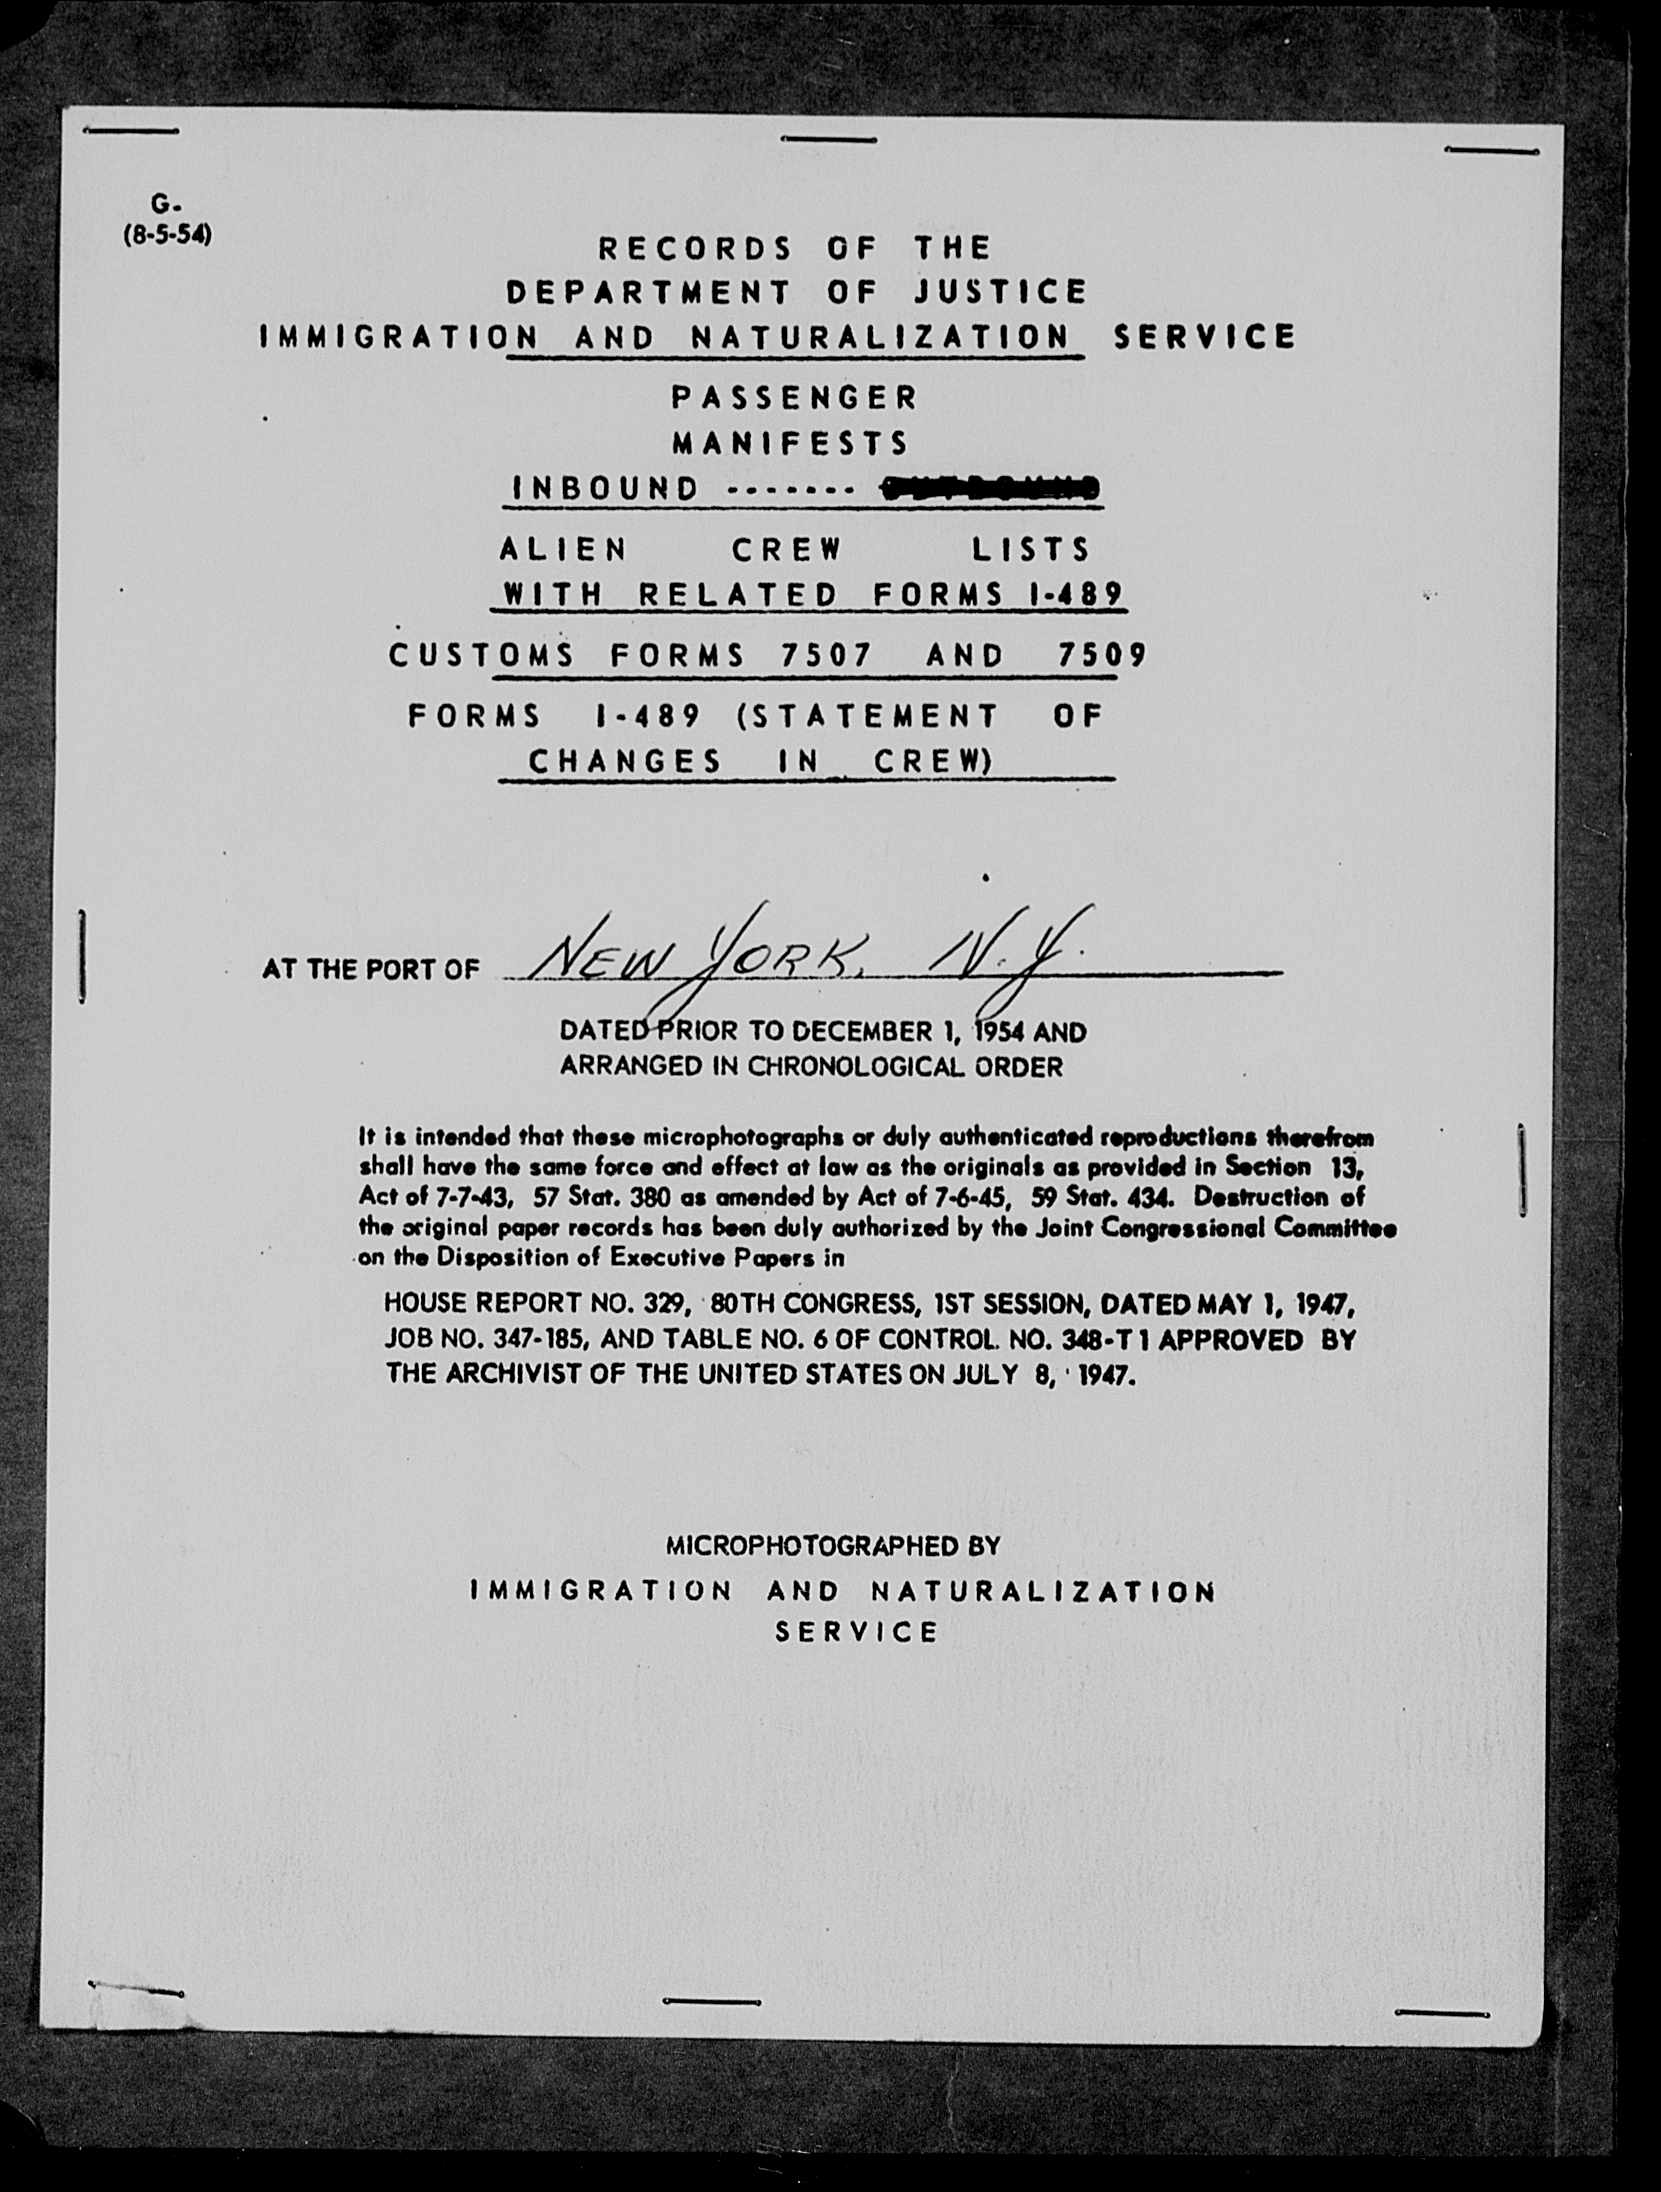 G-
(8-5-54)
RECORDS OF THE
DEPARTMENT OF JUSTICE
IMMIGRATION AND NATURALIZATION SERVICE
PASSENGER
MANIFESTS
INBOUND -------
ALIEN CREW LISTS
WITH RELATED FORMS I-489
CUSTOMS FORMS 7507 AND 7509
FORMS I-489 (STATEMENT OF
CHANGES IN CREW)
AT THE PORT OF NEW YORK, N.Y.
DATED PRIOR TO DECEMBER 1, 1954 AND
ARRANGED IN CHRONOLOGICAL ORDER
It is intended that these microphotographs or duly authenticated reproductions therefrom
shall have the same force and effect at law as the originals as provided in Section 13,
Act of 7-7-43, 57 Stat. 380 as amended by Act of 7-6-45, 59 Stat. 434. Destruction of
the original paper records has been duly authorized by the Joint Congressional Committee
on the Disposition of Executive Papers in
HOUSE REPORT NO. 329, 80TH CONGRESS, 1ST SESSION, DATED MAY 1, 1947,
JOB NO. 347-185, AND TABLE NO. 6 OF CONTROL NO. 348-T1 APPROVED BY
THE ARCHIVIST OF THE UNITED STATES ON JULY 8, 1947.
MICROPHOTOGRAPHED BY
IMMIGRATION AND NATURALIZATION
SERVICE